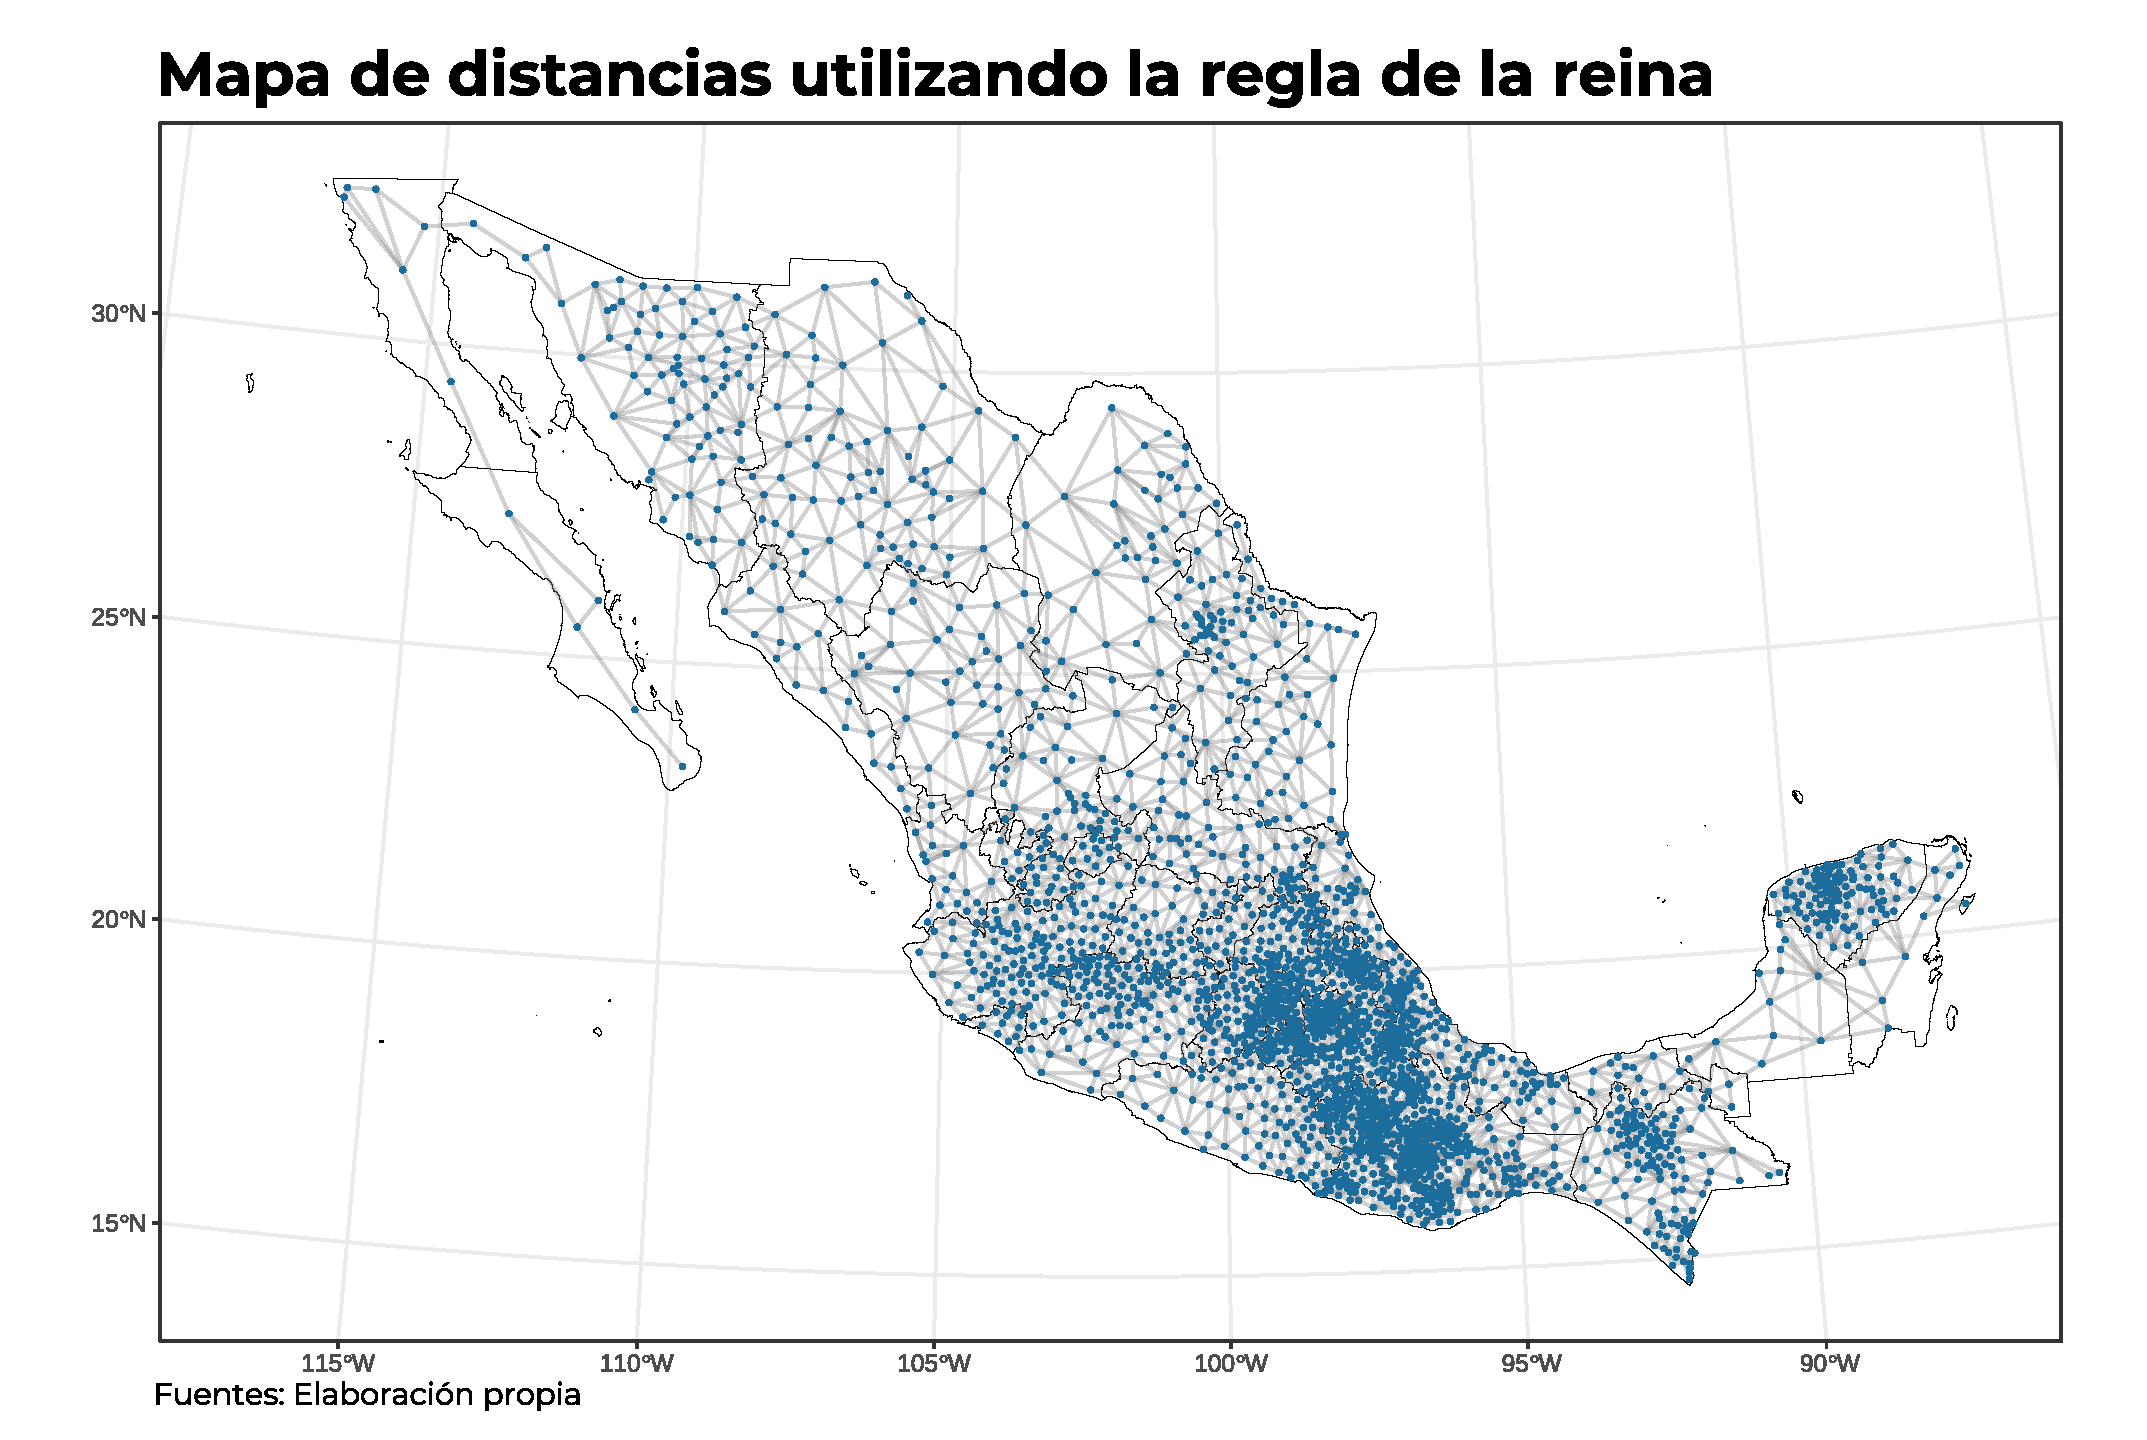 Mapa de distancias utilizando la regla de la reina
30°N
25°N
20°N
15°N
115°W 110°W 105°W 100°W 95°W 90°W
Fuentes: Elaboración propia